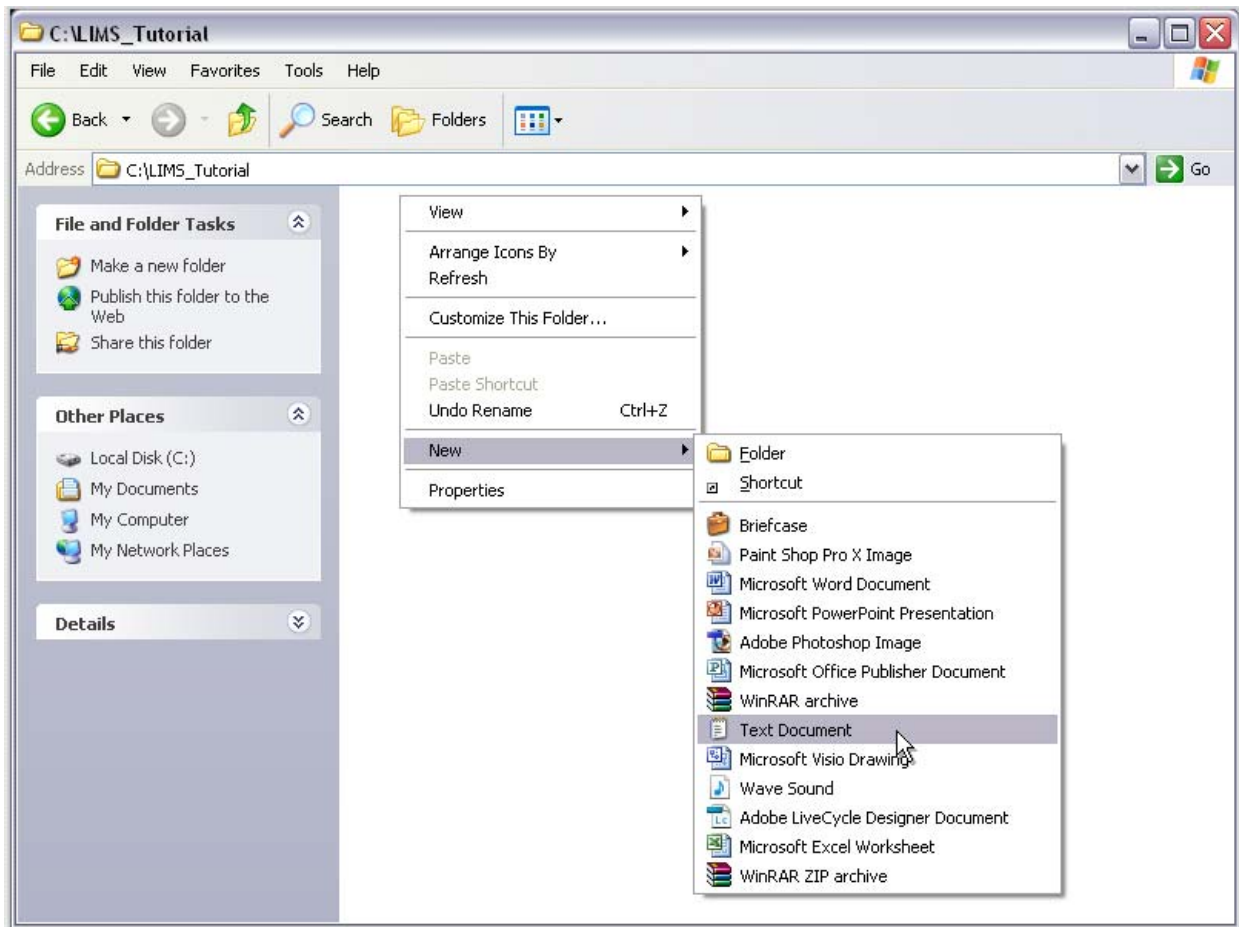 C:\LIMS_Tutorial
File Edit View Favorites Tools Help
Back Search Folders
Address C:\LIMS_Tutorial Go
File and Folder Tasks
Make a new folder
Publish this folder to the
Web
Share this folder
Other Places
Local Disk (C:)
My Documents
My Computer
My Network Places
Details
View
Arrange Icons By
Refresh
Customize This Folder...
Paste
Paste Shortcut
Undo Rename Ctrl+Z
New
Properties
Folder
Shortcut
Briefcase
Paint Shop Pro X Image
Microsoft Word Document
Microsoft PowerPoint Presentation
Adobe Photoshop Image
Microsoft Office Publisher Document
WinRAR archive
Text Document
Microsoft Visio Drawing
Wave Sound
Adobe LiveCycle Designer Document
Microsoft Excel Worksheet
WinRAR ZIP archive